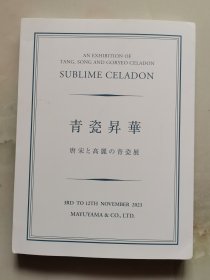 AN EXHIBITION OF
TANG, SONG AND GORYEO CELADON
SUBLIME CELADON
青瓷昇華
唐宋と高麗の青瓷展
3RD TO 12TH NOVEMBER 2023
MAYUYAMA & CO., LTD.